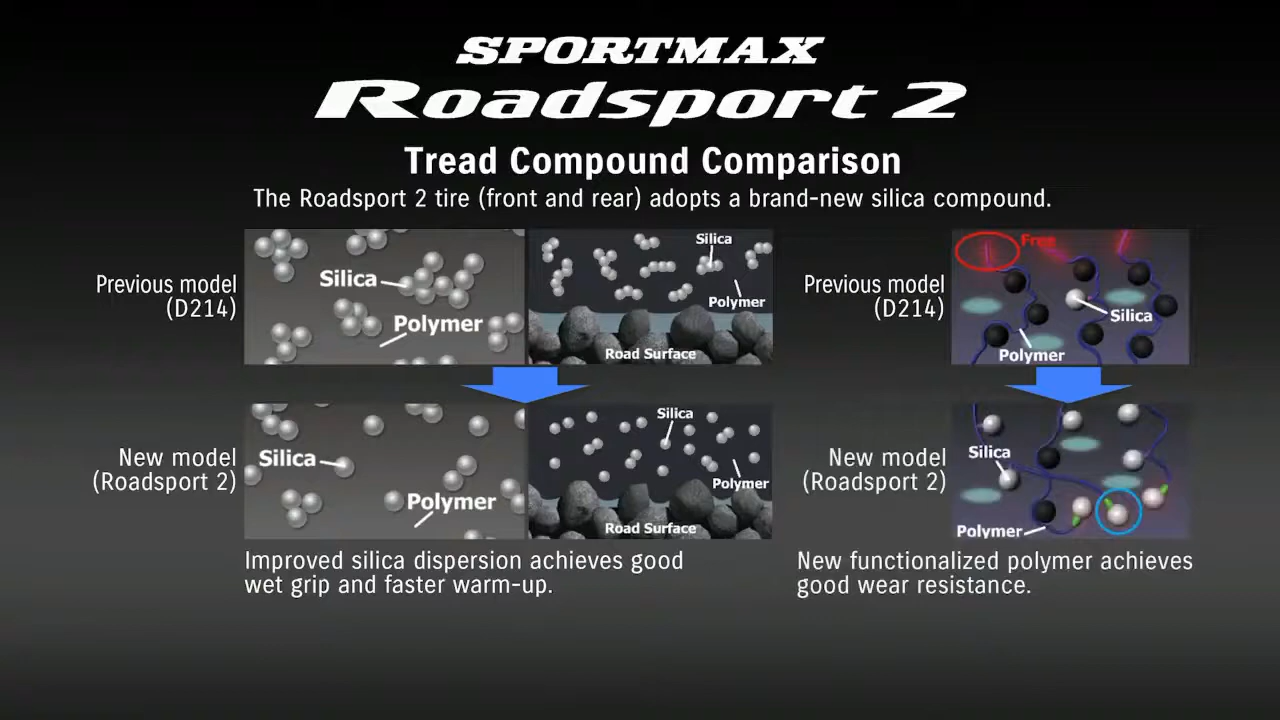 SPORTMAX
Roadsport 2
Tread Compound Comparison
The Roadsport 2 tire (front and rear) adopts a brand-new silica compound.
Previous model
(D214)
Silica
Polymer
Silica
Polymer
Road Surface
New model
(Roadsport 2)
Silica
Polymer
Silica
Polymer
Road Surface
Improved silica dispersion achieves good
wet grip and faster warm-up.
Previous model
(D214)
Free
Silica
Polymer
New model
(Roadsport 2)
Silica
Polymer
New functionalized polymer achieves
good wear resistance.